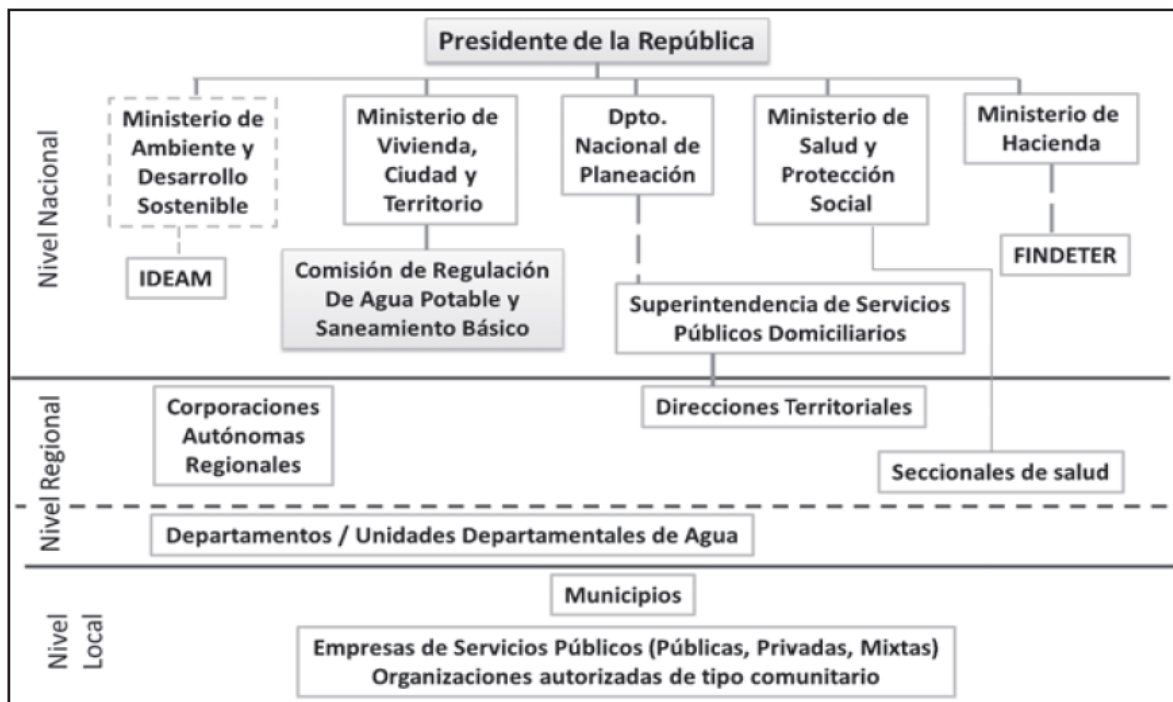 Presidente de la República
Nivel Nacional
Ministerio de
Ambiente y
Desarrollo
Sostenible
Ministerio de
Vivienda,
Ciudad y
Territorio
Dpto.
Nacional de
Planeación
Ministerio de
Salud y
Protección
Social
Ministerio de
Hacienda
IDEAM
Comisión de Regulación
De Agua Potable y
Saneamiento Básico
FINDETER
Superintendencia de Servicios
Públicos Domiciliarios
Nivel Regional
Corporaciones
Autónomas
Regionales
Direcciones Territoriales
Seccionales de salud
Departamentos / Unidades Departamentales de Agua
Nivel
Local
Municipios
Empresas de Servicios Públicos (Públicas, Privadas, Mixtas)
Organizaciones autorizadas de tipo comunitario